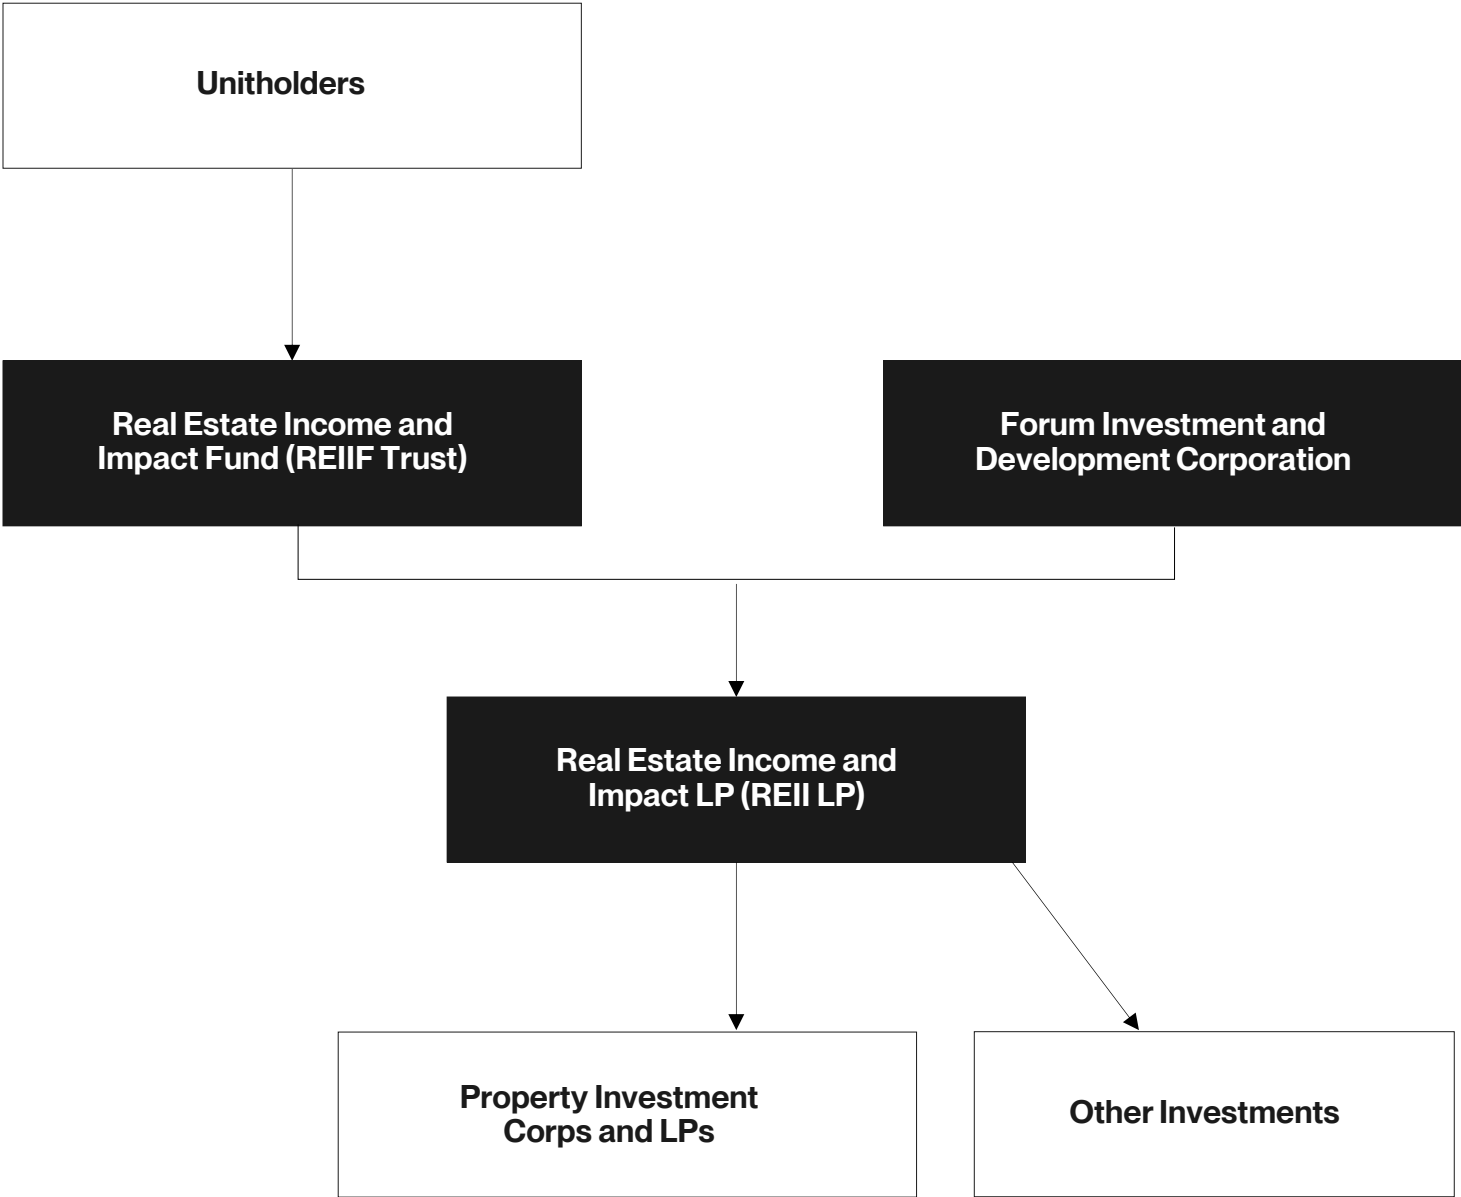 Unitholders
Real Estate Income and
Impact Fund (REIIF Trust)
Forum Investment and
Development Corporation
Real Estate Income and
Impact LP (REII LP)
Property Investment
Corps and LPs
Other Investments